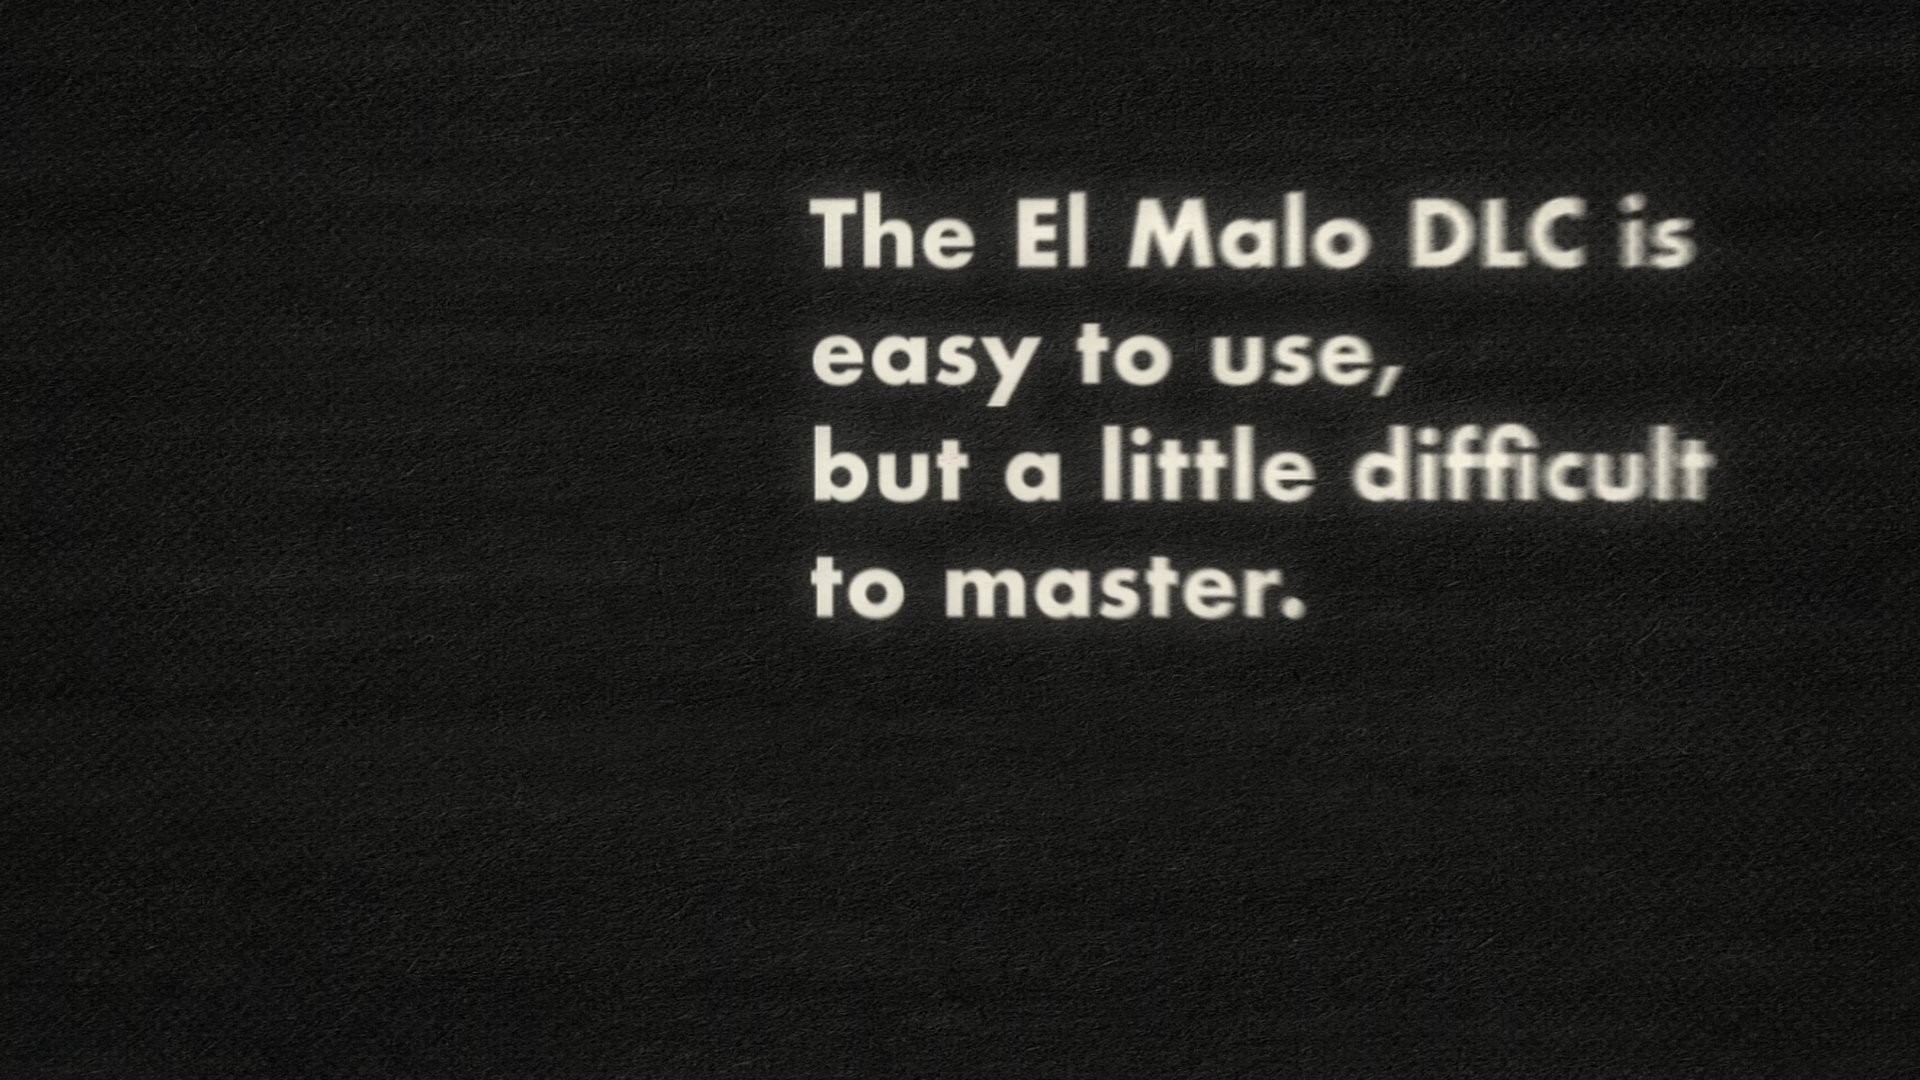 The El Malo DLC is
easy to use,
but a little difficult
to master.